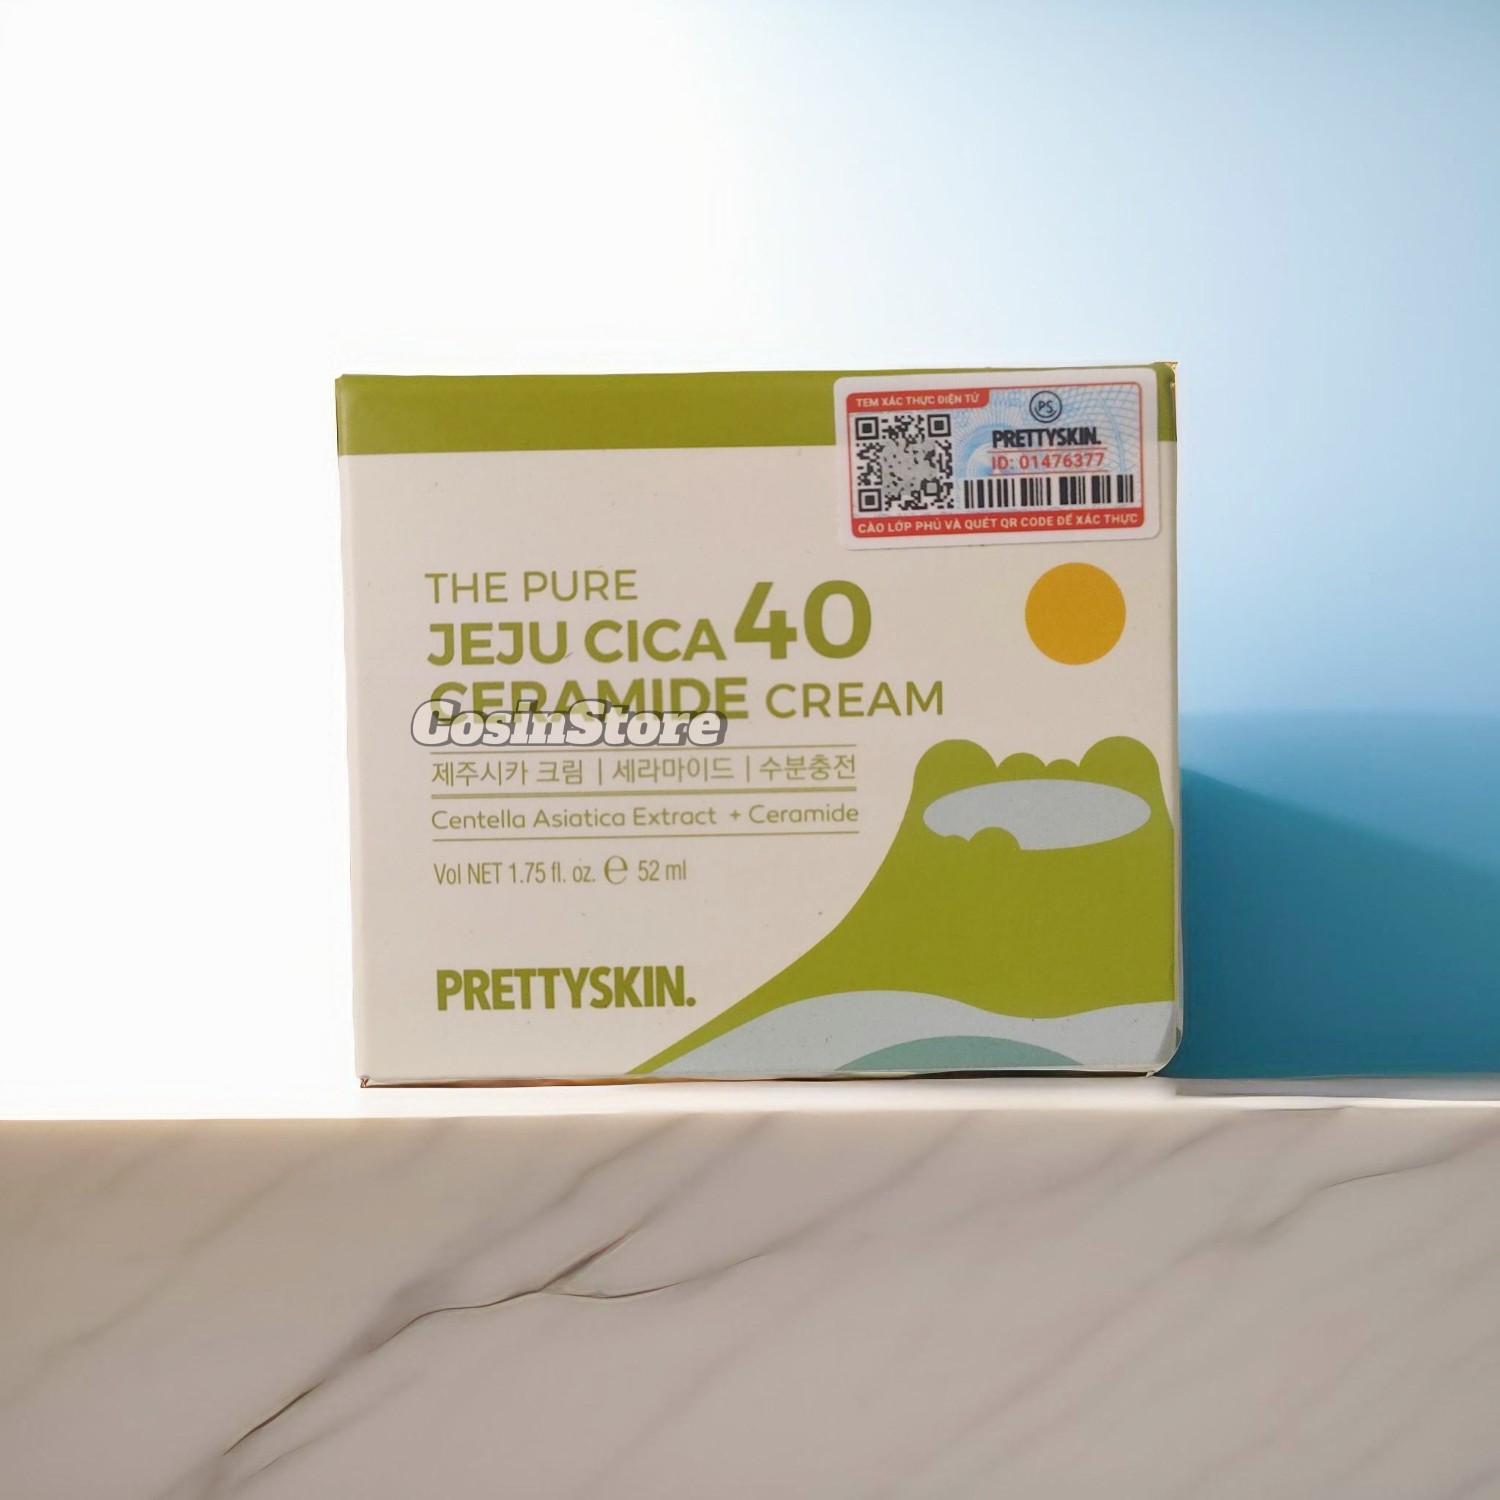 TEM XÁC THỰC ĐIỆN TỬ
PS
PRETTYSKIN.
ID: 01476377
CÀO LỚP PHỦ VÀ QUÉT QR CODE ĐỂ XÁC THỰC
THE PURE
JEJU CICA 40
CERAMIDE CREAM
CosinStore
제주시카 크림 | 세라마이드 | 수분충전
Centella Asiatica Extract + Ceramide
Vol NET 1.75 fl. oz. ℮ 52 ml
PRETTYSKIN.